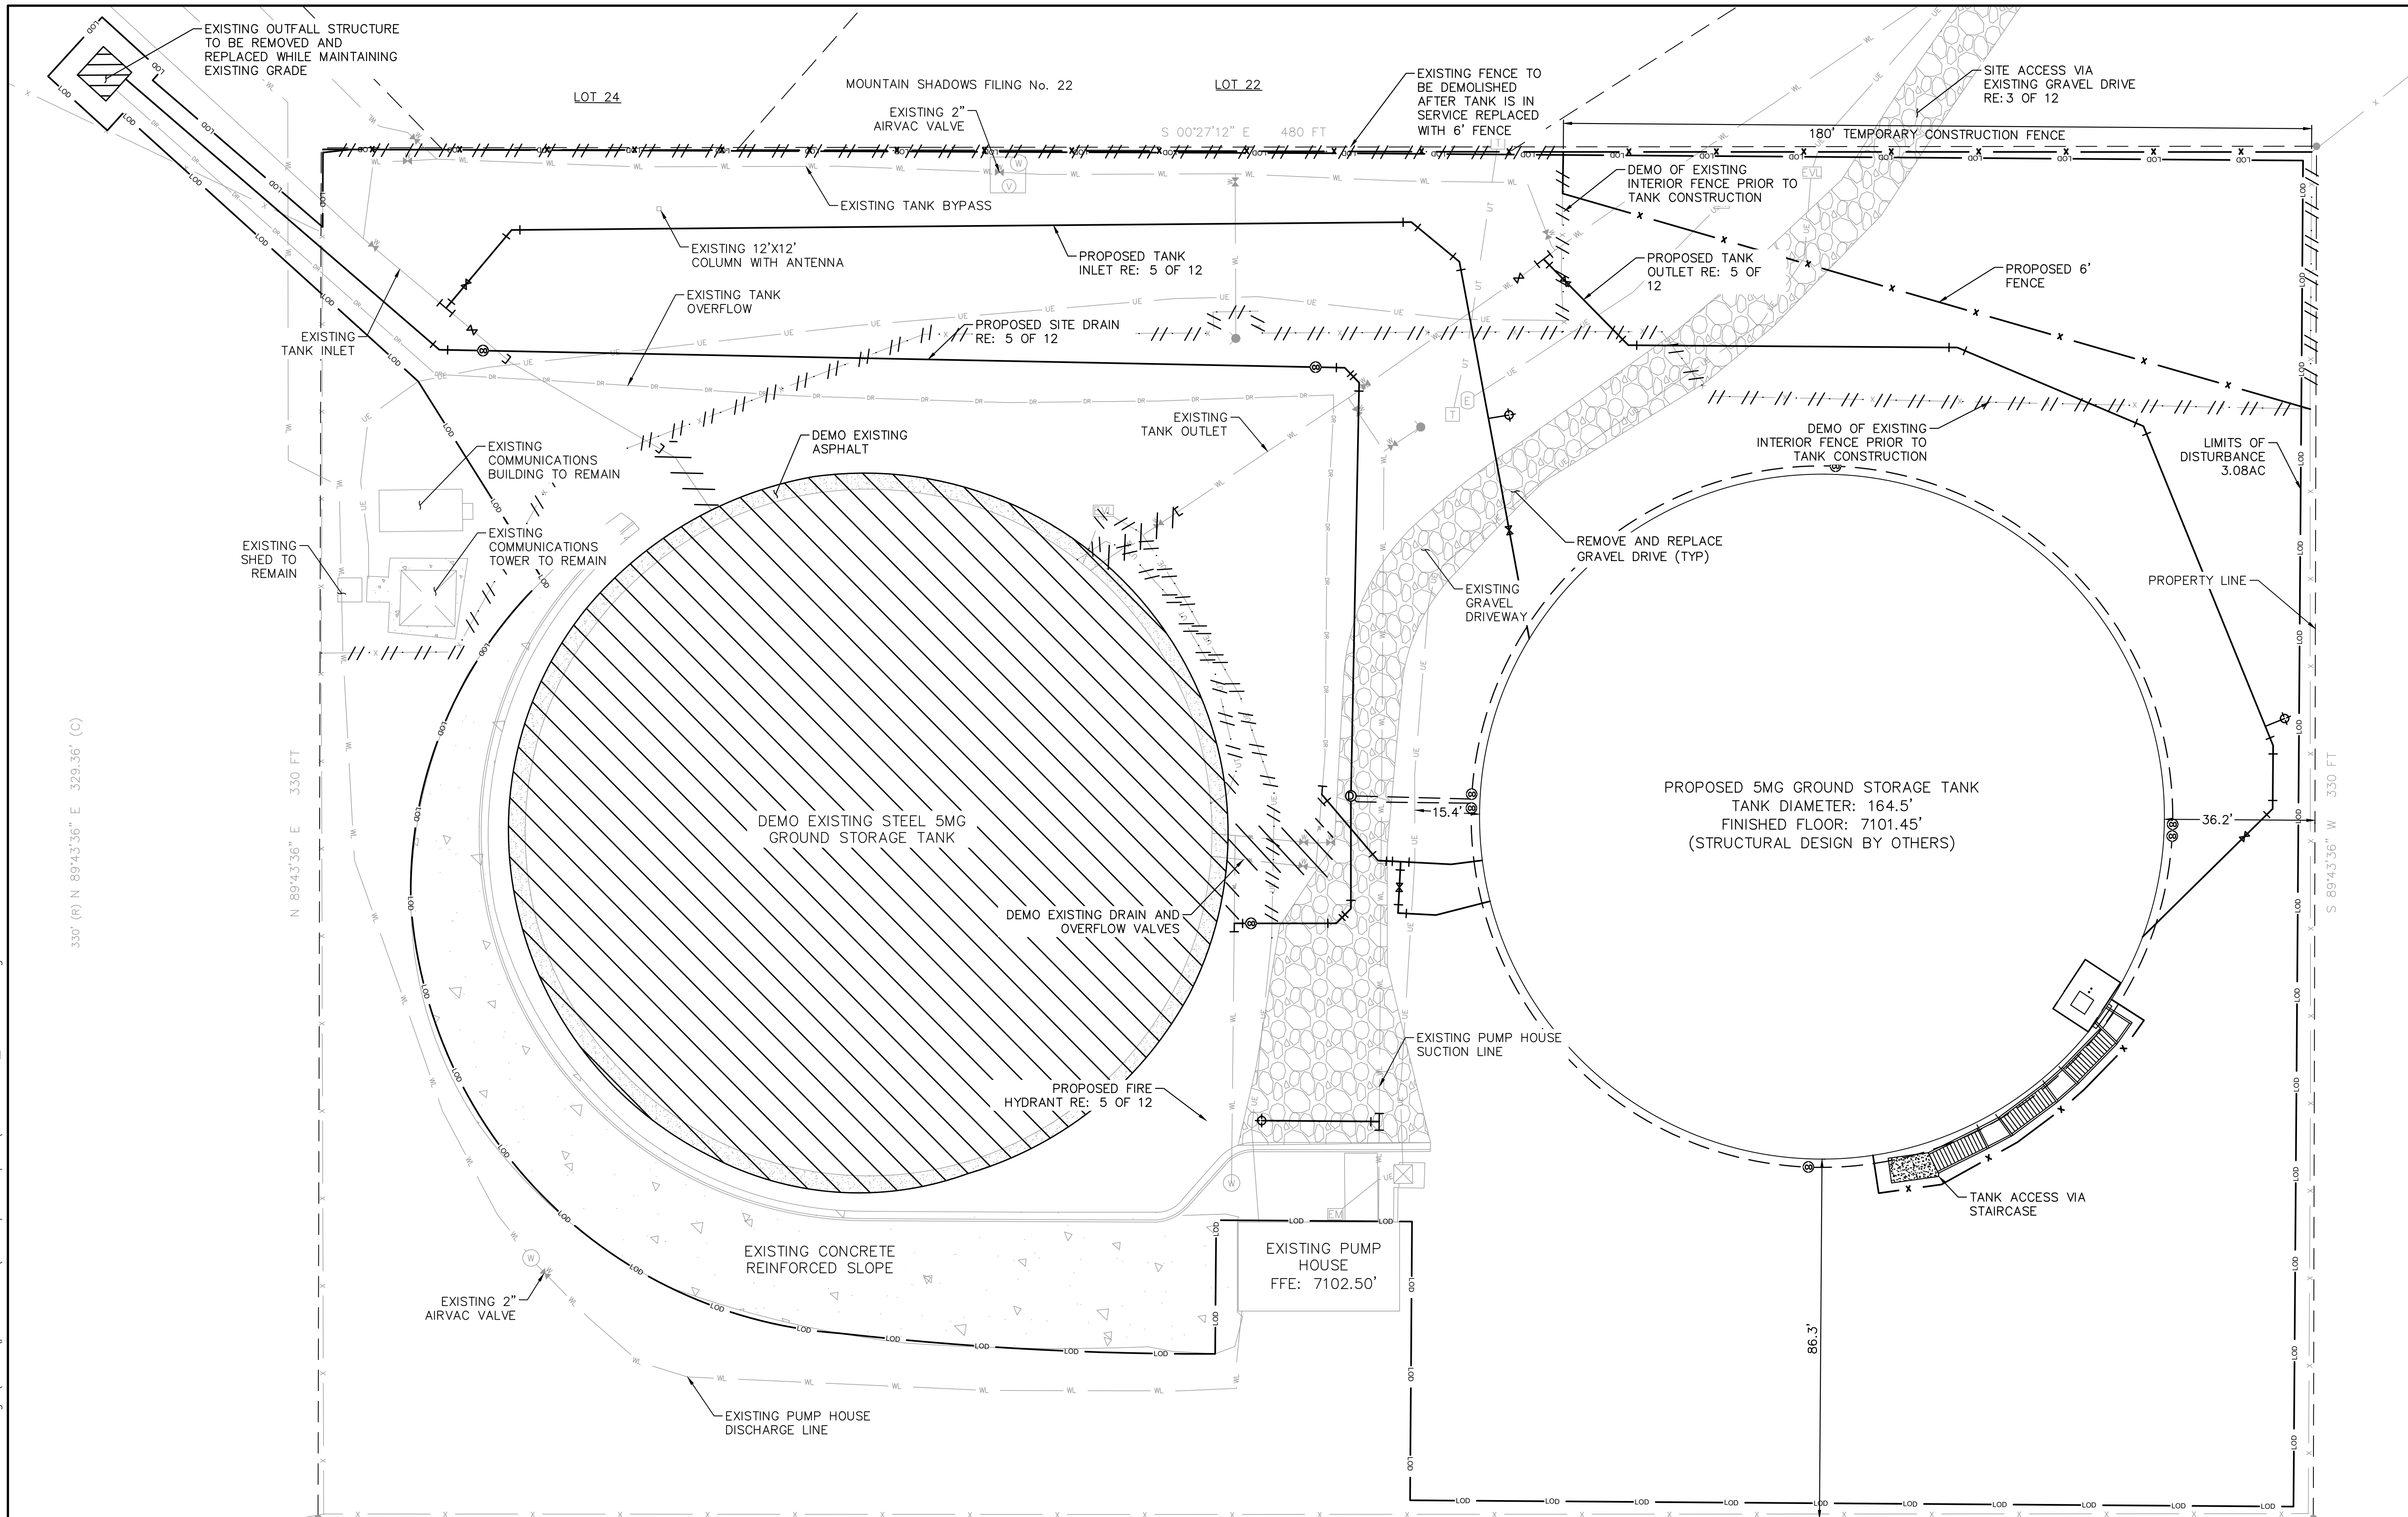 EXISTING OUTFALL STRUCTURE
TO BE REMOVED AND
REPLACED WHILE MAINTAINING
EXISTING GRADE
LOT 24
MOUNTAIN SHADOWS FILING No. 22
LOT 22
EXISTING 2"
AIRVAC VALVE
S 00°27'12" E 480 FT
EXISTING FENCE TO
BE DEMOLISHED
AFTER TANK IS IN
SERVICE REPLACED
WITH 6' FENCE
SITE ACCESS VIA
EXISTING GRAVEL DRIVE
RE: 3 OF 12
180' TEMPORARY CONSTRUCTION FENCE
DEMO OF EXISTING
INTERIOR FENCE PRIOR TO
TANK CONSTRUCTION
EXISTING TANK BYPASS
EXISTING 12'X12'
COLUMN WITH ANTENNA
PROPOSED TANK
INLET RE: 5 OF 12
PROPOSED TANK
OUTLET RE: 5 OF
12
PROPOSED 6'
FENCE
EXISTING TANK
OVERFLOW
EXISTING
TANK INLET
PROPOSED SITE DRAIN
RE: 5 OF 12
EXISTING
TANK OUTLET
DEMO EXISTING
ASPHALT
EXISTING
COMMUNICATIONS
BUILDING TO REMAIN
DEMO OF EXISTING
INTERIOR FENCE PRIOR TO
TANK CONSTRUCTION
LIMITS OF
DISTURBANCE
3.08AC
EXISTING
COMMUNICATIONS
TOWER TO REMAIN
EXISTING
SHED TO
REMAIN
REMOVE AND REPLACE
GRAVEL DRIVE (TYP)
EXISTING
GRAVEL
DRIVEWAY
PROPERTY LINE
330' (R) N 89°43'36" E 329.36' (C)
N 89°43'36" E 330 FT
DEMO EXISTING STEEL 5MG
GROUND STORAGE TANK
15.4'
PROPOSED 5MG GROUND STORAGE TANK
TANK DIAMETER: 164.5'
FINISHED FLOOR: 7101.45'
(STRUCTURAL DESIGN BY OTHERS)
36.2'
S 89°43'36" W 330 FT
DEMO EXISTING DRAIN AND
OVERFLOW VALVES
EXISTING PUMP HOUSE
SUCTION LINE
PROPOSED FIRE
HYDRANT RE: 5 OF 12
TANK ACCESS VIA
STAIRCASE
EXISTING CONCRETE
REINFORCED SLOPE
EXISTING PUMP
HOUSE
FFE: 7102.50'
EM
EXISTING 2"
AIRVAC VALVE
86.3'
EXISTING PUMP HOUSE
DISCHARGE LINE